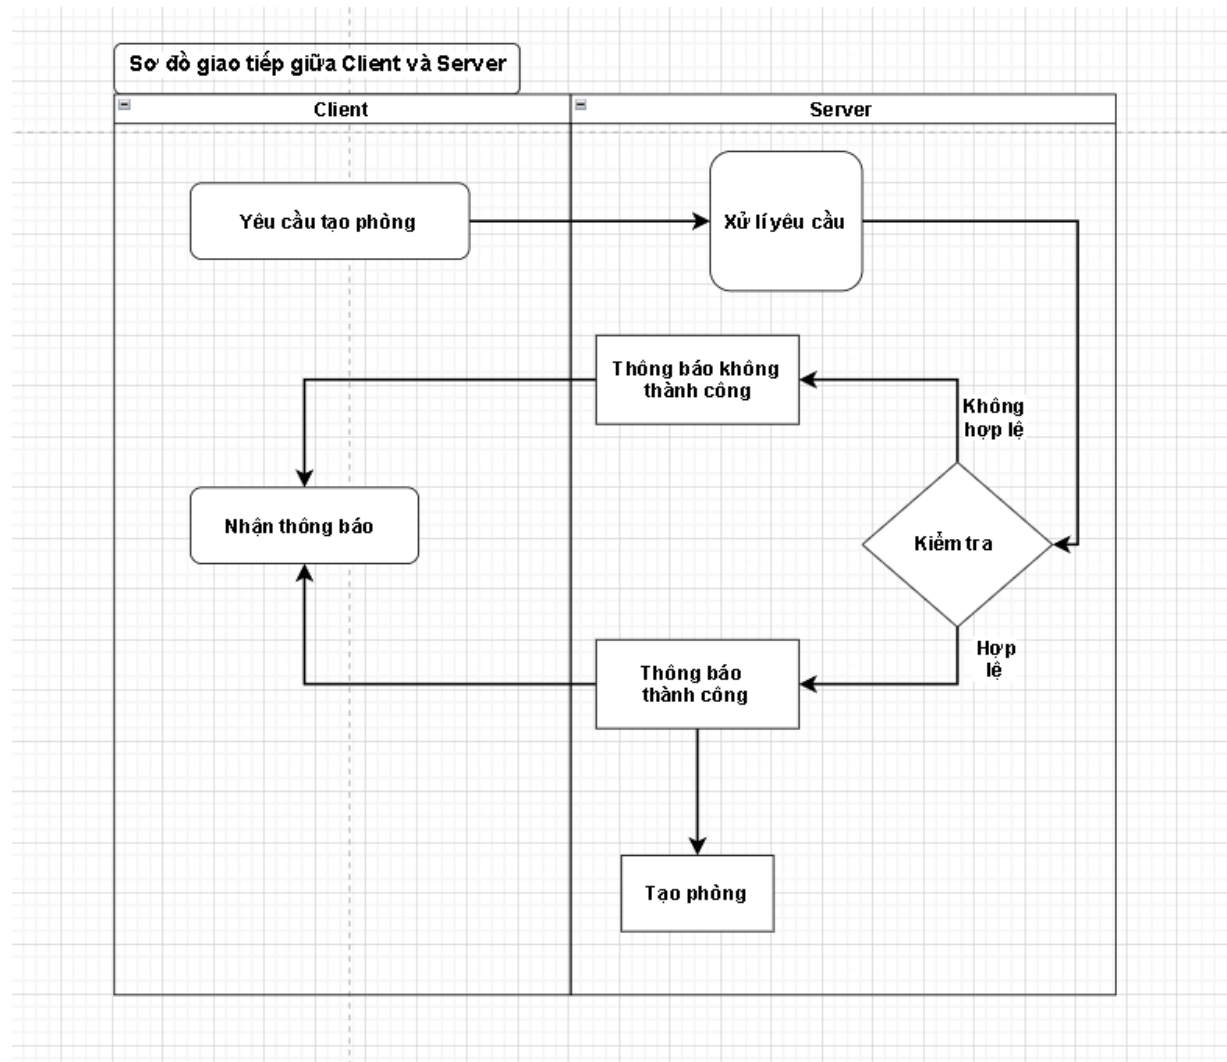 Sơ đồ giao tiếp giữa Client và Server
Client
Server
Yêu cầu tạo phòng
Xử lí yêu cầu
Thông báo không
thành công
Không
hợp lệ
Nhận thông báo
Kiểm tra
Hợp
lệ
Thông báo
thành công
Tạo phòng